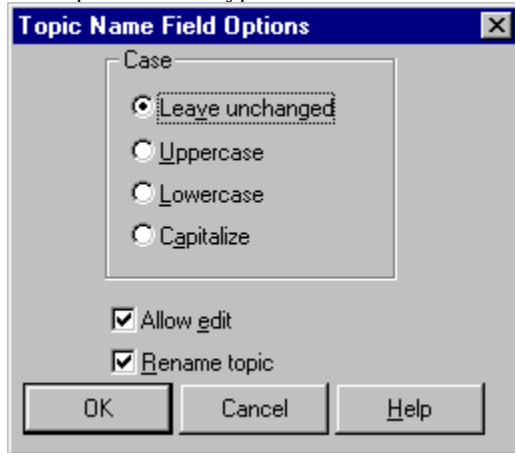 Topic Name Field Options
Case
Leave unchanged
Uppercase
Lowercase
Capitalize
Allow edit
Rename topic
OK Cancel Help